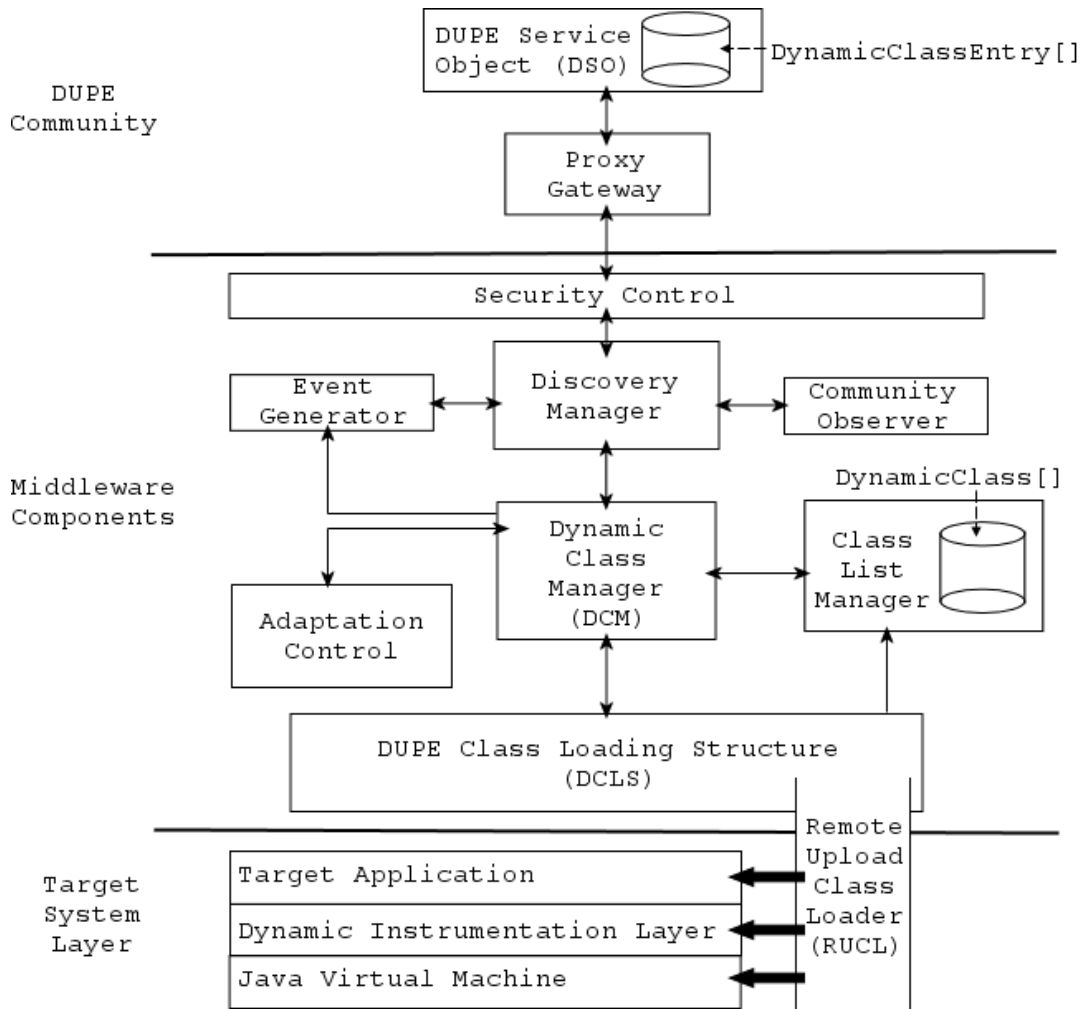 DUPE Service
Object (DSO)
DynamicClassEntry[]
DUPE
Community
Proxy
Gateway
Security Control
Event
Generator
Discovery
Manager
Community
Observer
Middleware
Components
DynamicClass[]
Dynamic
Class
Manager
(DCM)
Class
List
Manager
Adaptation
Control
DUPE Class Loading Structure
(DCLS)
Remote
Upload
Class
Loader
(RUCL)
Target
System
Layer
Target Application
Dynamic Instrumentation Layer
Java Virtual Machine